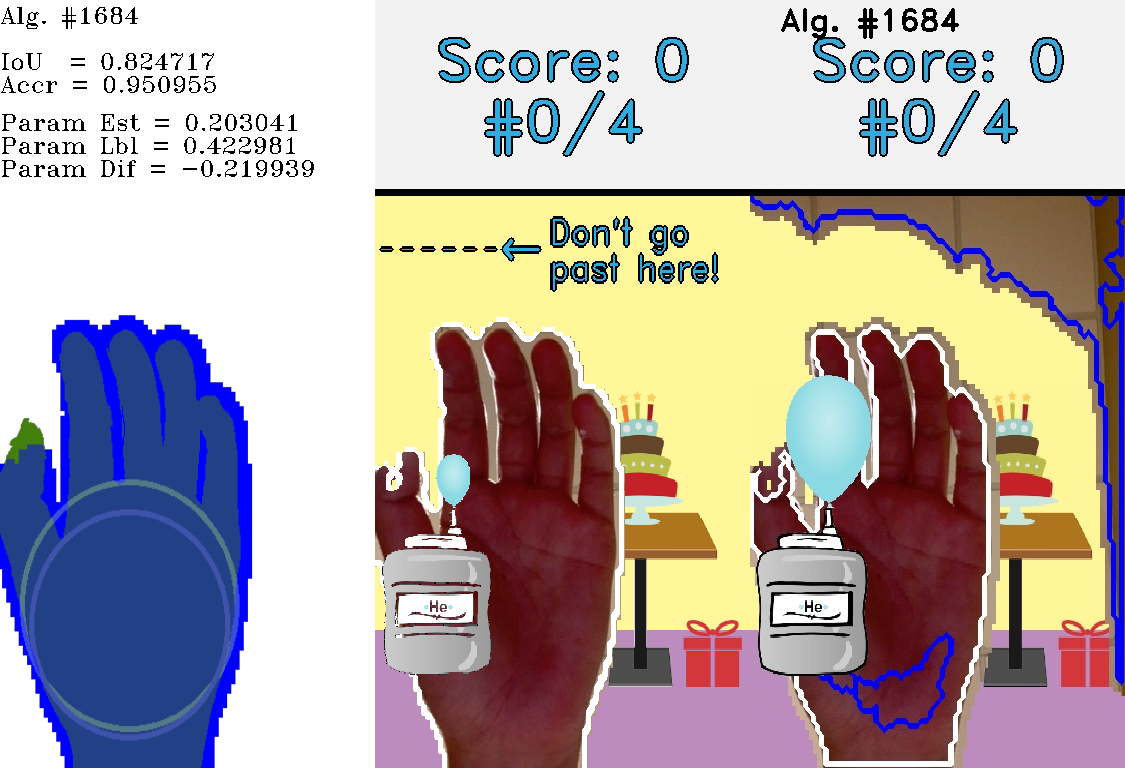 Alg. #1684
IoU = 0.824717
Accr = 0.950955
Param Est = 0.203041
Param Lbl = 0.422981
Param Dif = −0.219939
Score: 0
#0/4
Don't go
past here!
He
Alg. #1684
Score: 0
#0/4
He